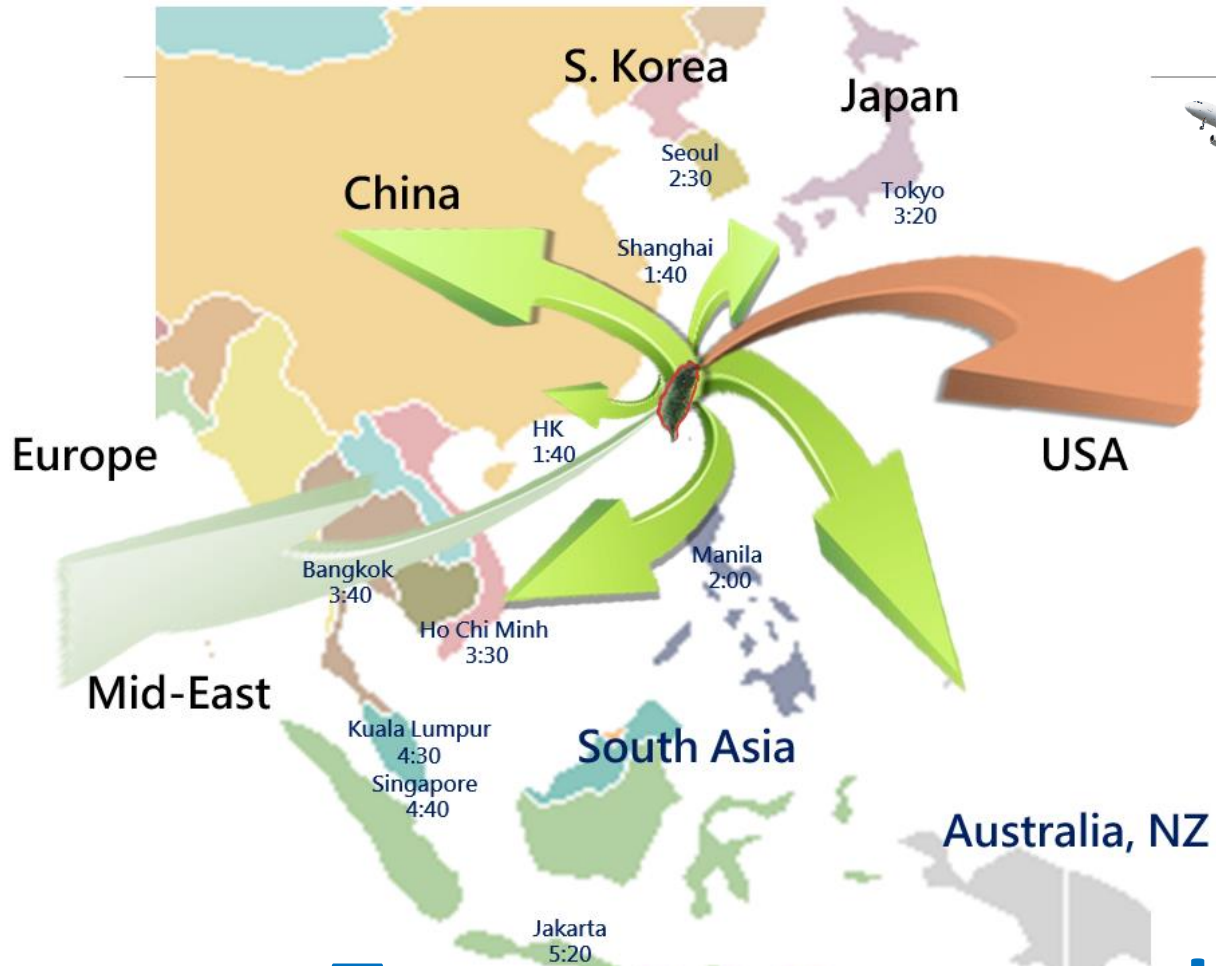 S. Korea
Japan
Seoul
2:30
China
Tokyo
3:20
Shanghai
1:40
HK
1:40
Europe
USA
Manila
2:00
Bangkok
3:40
Ho Chi Minh
3:30
Mid-East
Kuala Lumpur
4:30
South Asia
Singapore
4:40
Australia, NZ
Jakarta
5:20